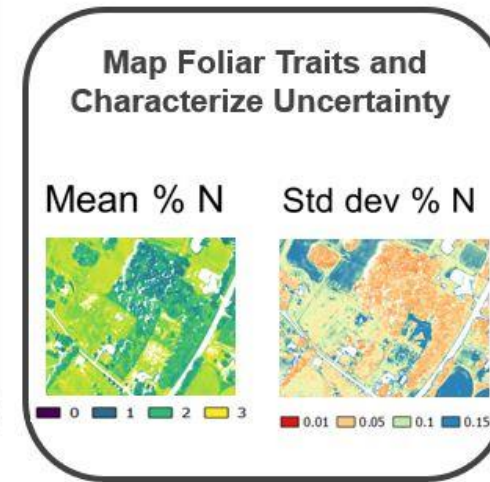 Map Foliar Traits and
Characterize Uncertainty
Mean % N
Std dev % N
0 1 2 3
0.01 0.05 0.1 0.15